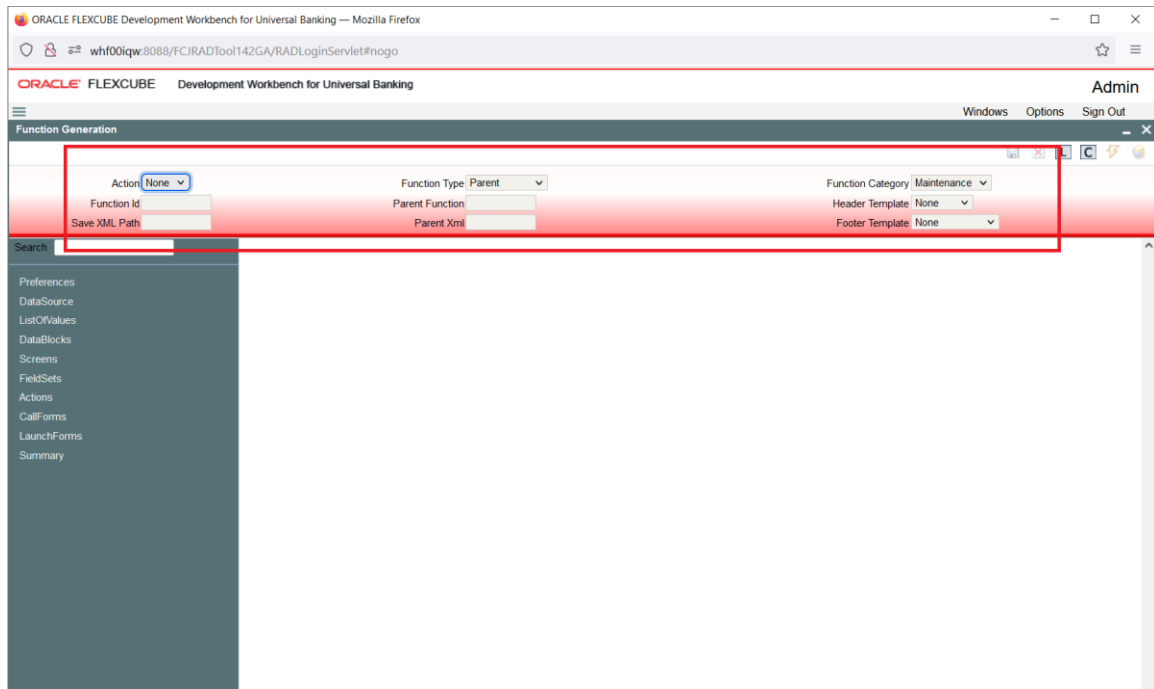 ORACLE FLEXCUBE Development Workbench for Universal Banking — Mozilla Firefox
whf00iqw:8088/FCJRADTool142GA/RADLoginServlet#nogo
ORACLE FLEXCUBE Development Workbench for Universal Banking Admin
Windows Options Sign Out
Function Generation
L C
Action None Function Type Parent Function Category Maintenance
Function Id Parent Function Header Template None
Save XML Path Parent Xml Footer Template None
Search
Preferences
DataSource
ListOfValues
DataBlocks
Screens
FieldSets
Actions
CallForms
LaunchForms
Summary